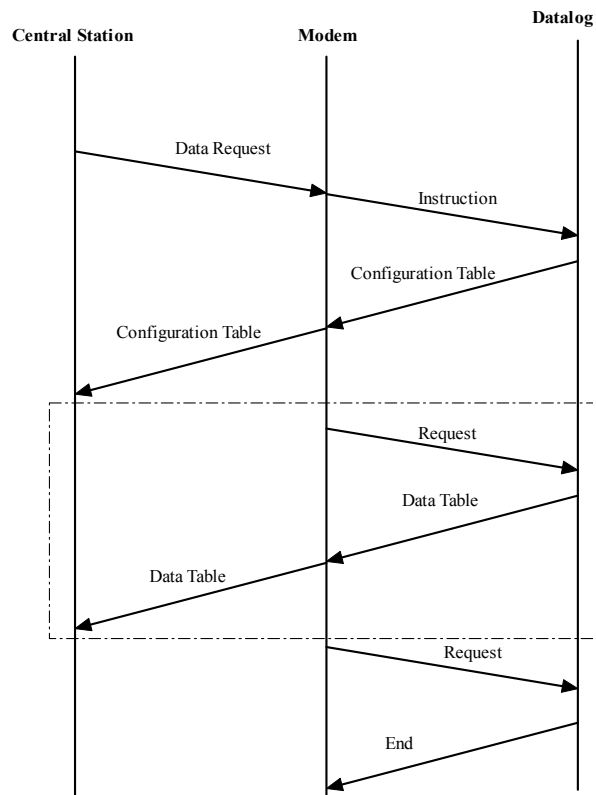 Datalog
Central Station
Modem
Data Request
Instruction
Configuration Table
Configuration Table
Request
Data Table
Data Table
Request
End